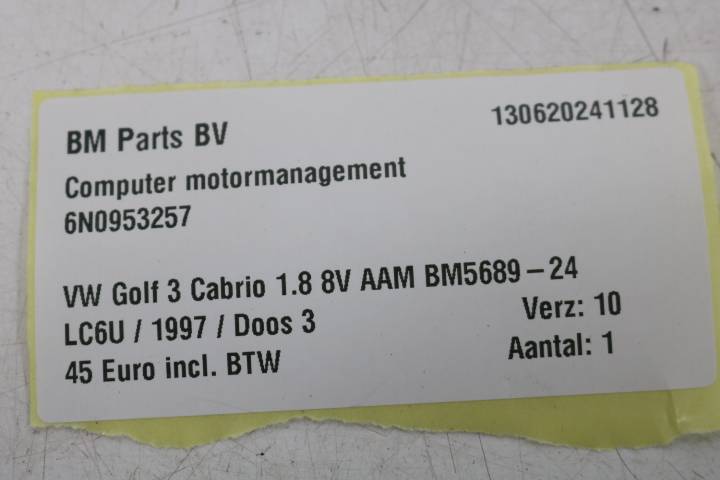 BM Parts BV 130620241128
Computer motormanagement
6N0953257
VW Golf 3 Cabrio 1.8 8V AAM BM5689-24
LC6U / 1997 / Doos 3 Verz: 10
45 Euro incl. BTW Aantal: 1